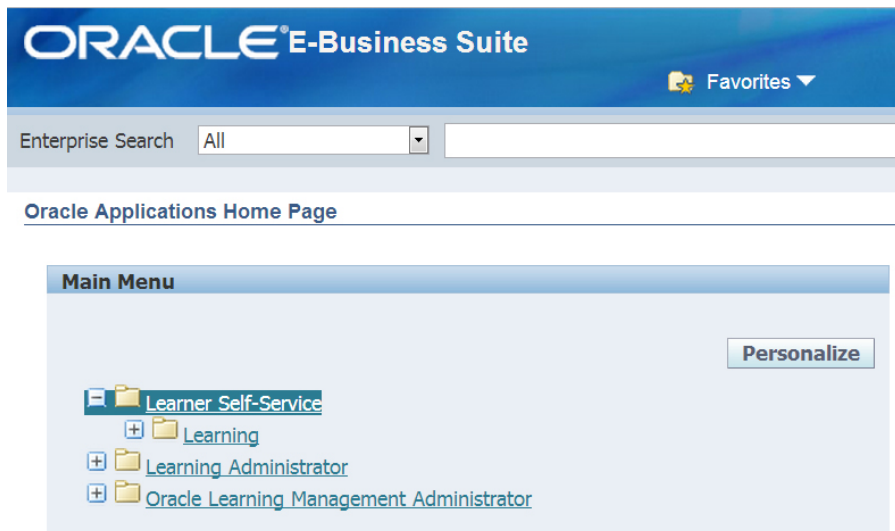 ORACLE® E-Business Suite
Favorites
Enterprise Search All
Oracle Applications Home Page
Main Menu
Personalize
Learner Self-Service
Learning
Learning Administrator
Oracle Learning Management Administrator